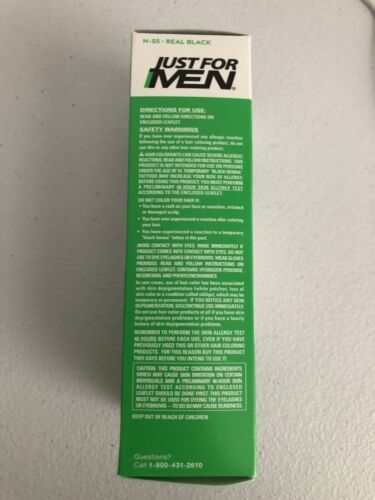 H-55 • REAL BLACK
JUST FOR
MEN®
DIRECTIONS FOR USE:
READ AND FOLLOW DIRECTIONS ON
ENCLOSED LEAFLET.
SAFETY WARNINGS
If you have ever experienced any allergic reaction
following the use of a hair coloring product, do not
use this or any other hair coloring product.
HAIR COLORANTS CAN CAUSE SEVERE ALLERGIC
REACTIONS. READ AND FOLLOW INSTRUCTIONS. THIS
PRODUCT IS NOT INTENDED FOR USE ON PERSONS
UNDER THE AGE OF 16. TEMPORARY "BLACK HENNA"
TATTOOS MAY INCREASE YOUR RISK OF ALLERGY
BEFORE USING THIS PRODUCT, YOU MUST PERFORM
A PRELIMINARY 48-HOUR SKIN ALLERGY TEST
ACCORDING TO THE ENCLOSED LEAFLET.
DO NOT COLOR YOUR HAIR IF:
• You have a rash on your face or sensitive, irritated
or damaged scalp.
• You have ever experienced a reaction after coloring
your hair.
• You have experienced a reaction to a temporary
"black henna" tattoo in the past.
AVOID CONTACT WITH EYES; RINSE IMMEDIATELY IF
PRODUCT COMES INTO CONTACT WITH EYES. DO NOT
USE TO DYE EYELASHES OR EYEBROWS. WEAR GLOVES
PROVIDED. READ AND FOLLOW INSTRUCTIONS ON
ENCLOSED LEAFLET. CONTAINS HYDROGEN PEROXIDE,
RESORCINOL AND PHENYLENEDIAMINES.
In rare cases, use of hair color has been associated
with skin depigmentation (white patches, loss of
skin color or a condition called vitiligo), which may be
temporary or permanent. IF YOU NOTICE ANY SKIN
DEPIGMENTATION, DISCONTINUE USE IMMEDIATELY.
Do not use hair color products at all if you have skin
depigmentation problems or if you have a family
history of skin depigmentation problems.
REMEMBER TO PERFORM THE SKIN ALLERGY TEST
48 HOURS BEFORE EACH USE, EVEN IF YOU HAVE
PREVIOUSLY USED THIS OR OTHER HAIR COLORING
PRODUCTS. FOR THIS REASON BUY THIS PRODUCT
TWO DAYS BEFORE YOU INTEND TO USE IT.
CAUTION: THIS PRODUCT CONTAINS INGREDIENTS
WHICH MAY CAUSE SKIN IRRITATION ON CERTAIN
INDIVIDUALS AND A PRELIMINARY 48-HOUR SKIN
ALLERGY TEST ACCORDING TO ENCLOSED
LEAFLET SHOULD BE DONE FIRST. THIS PRODUCT
MUST NOT BE USED FOR DYEING THE EYELASHES
OR EYEBROWS – TO DO SO MAY CAUSE BLINDNESS.
KEEP OUT OF REACH OF CHILDREN.
Questions?
Call 1-800-431-2610